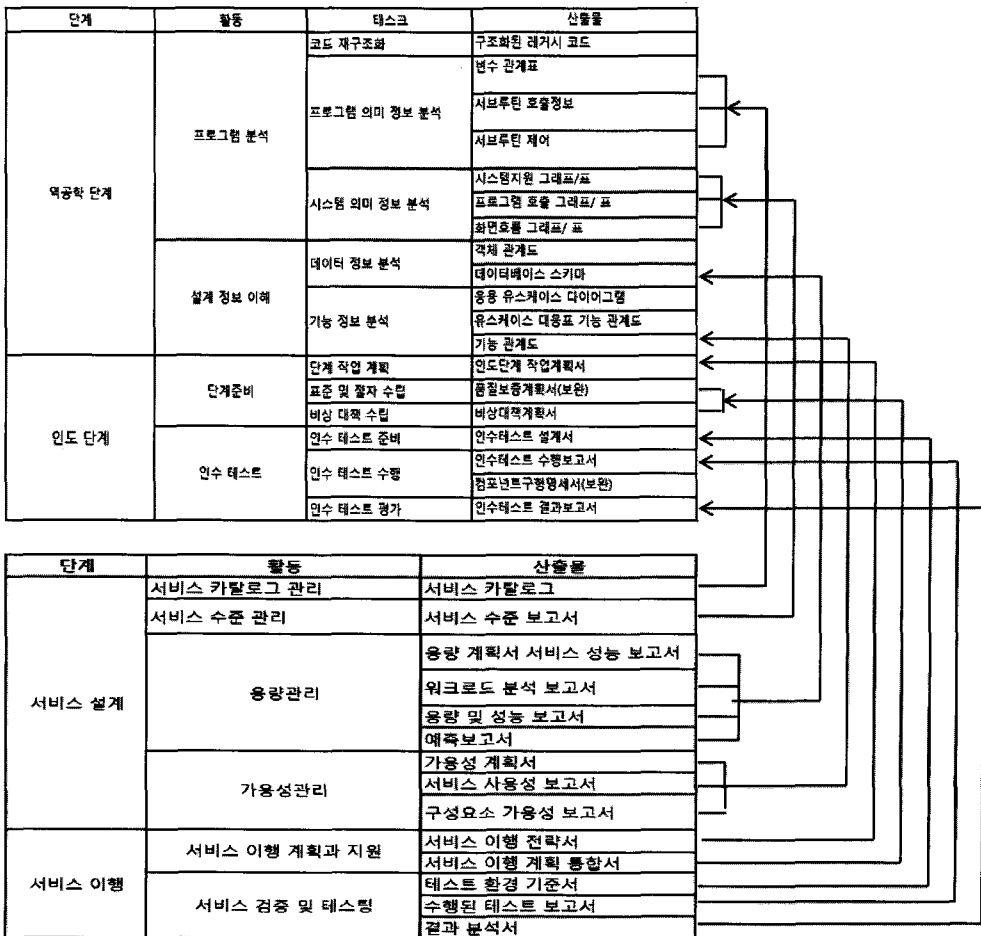 단계 활동 태스크 산출물
역공학 단계 프로그램 분석 코드 재구조화 구조화된 레거시 코드
프로그램 의미 정보 분석 변수 관계표
서브루틴 호출정보
서브루틴 제어
시스템 의미 정보 분석 시스템지원 그래프/표
프로그램 호출 그래프/ 표
화면흐름 그래프/ 표
설계 정보 이해 데이터 정보 분석 객체 관계도
데이터베이스 스키마
기능 정보 분석 응용 유스케이스 다이어그램
유스케이스 대응표 기능 관계도
기능 관계도
인도 단계 단계준비 단계 작업 계획 인도단계 작업계획서
표준 및 절차 수립 품질보증계획서(보완)
비상 대책 수립 비상대책계획서
인수 테스트 인수 테스트 준비 인수테스트 설계서
인수 테스트 수행 인수테스트 수행보고서
컴포넌트구현명세서(보완)
인수 테스트 평가 인수테스트 결과보고서
단계 활동 산출물
서비스 설계 서비스 카탈로그 관리 서비스 카탈로그
서비스 수준 관리 서비스 수준 보고서
용량관리 용량 계획서 서비스 성능 보고서
워크로드 분석 보고서
용량 및 성능 보고서
예측보고서
가용성관리 가용성 계획서
서비스 사용성 보고서
구성요소 가용성 보고서
서비스 이행 서비스 이행 계획과 지원 서비스 이행 전략서
서비스 이행 계획 통합서
서비스 검증 및 테스팅 테스트 환경 기준서
수행된 테스트 보고서
결과 분석서